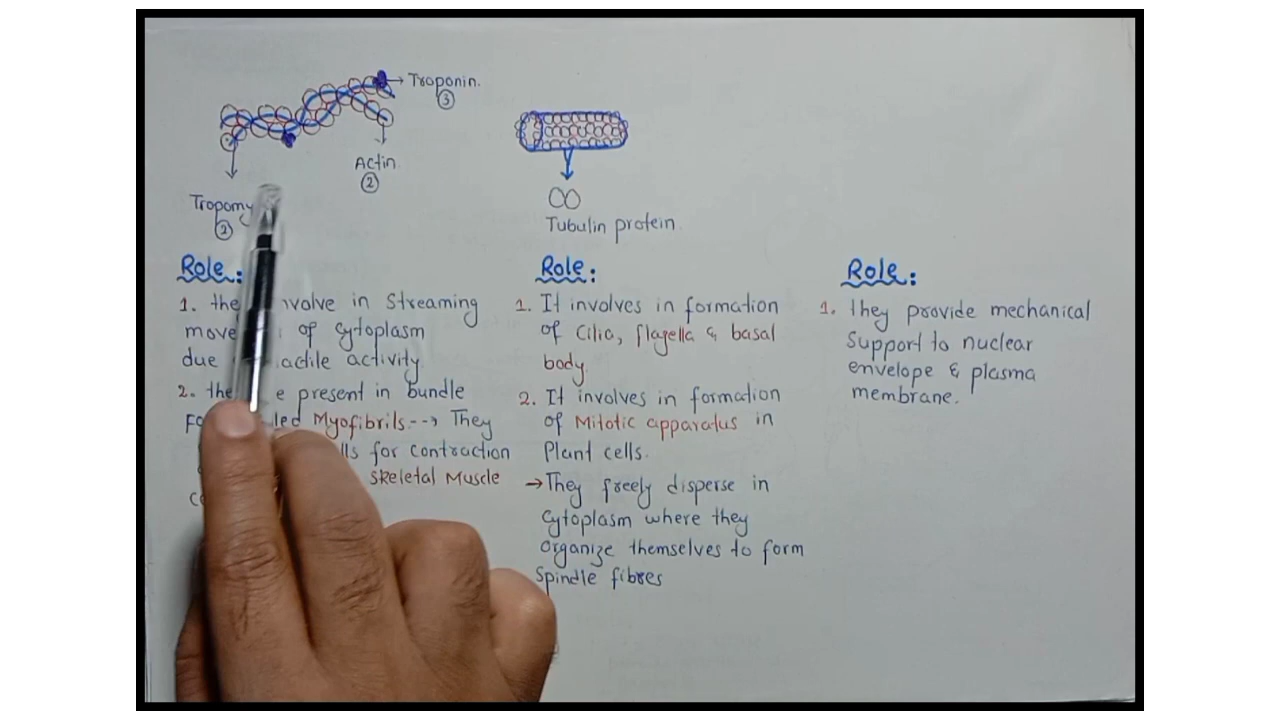 Troponin.
③
Actin
②
Tropomy
②
Tubulin protein
Role:
1. the nvolve in Streaming
move of cytoplasm
due actile activity
2. the e present in bundle
led Myofibrils--→ They
lls for contraction
Skeletal Muscle
Role:
1. It involves in formation
of Cilia, flagella & basal
body.
2. It involves in formation
of Mitotic apparatus in
Plant cells.
→They freely disperse in
Cytoplasm where they
Organize themselves to form
Spindle fibres
Role:
1. They provide mechanical
Support to nuclear
envelope & plasma
membrane.